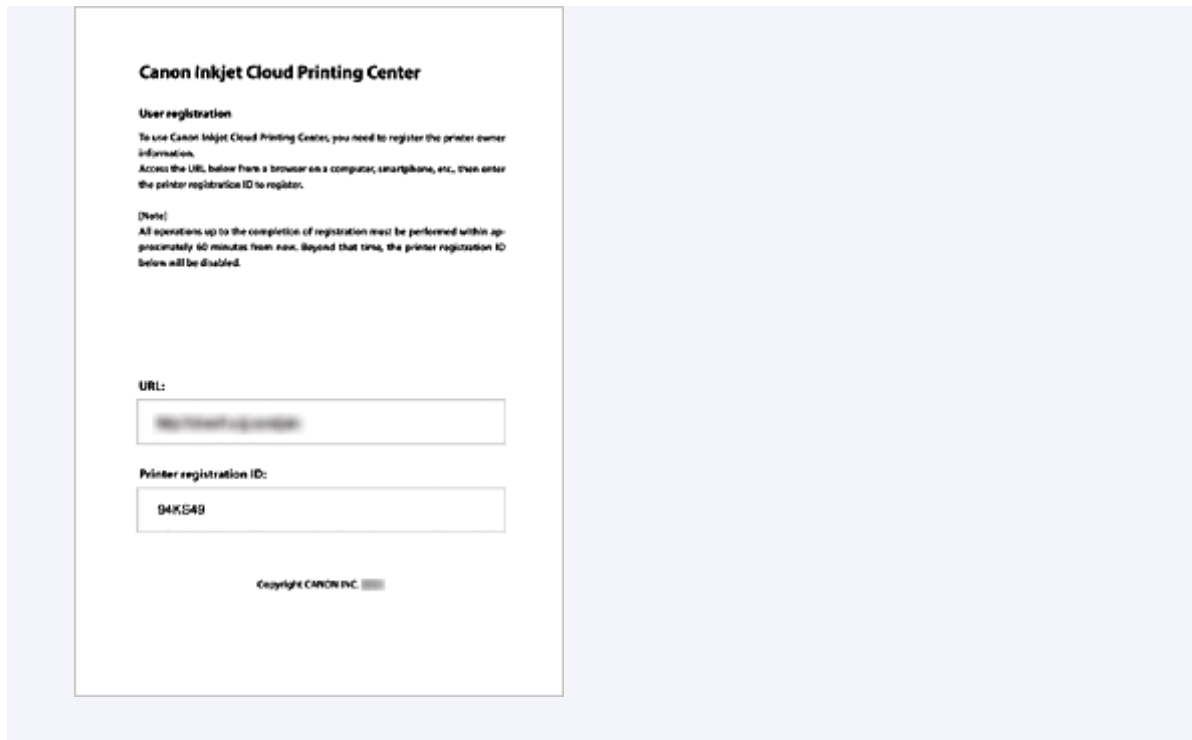 Canon Inkjet Cloud Printing Center
User registration
To use Canon Inkjet Cloud Printing Center, you need to register the printer owner
information.
Access the URL below from a browser on a computer, smartphone, etc., then enter
the printer registration ID to register.
[Note]
All operations up to the completion of registration must be performed within ap-
proximately 60 minutes from now. Beyond that time, the printer registration ID
below will be disabled.
URL:
Printer registration ID:
94KS49
Copyright CANON INC.